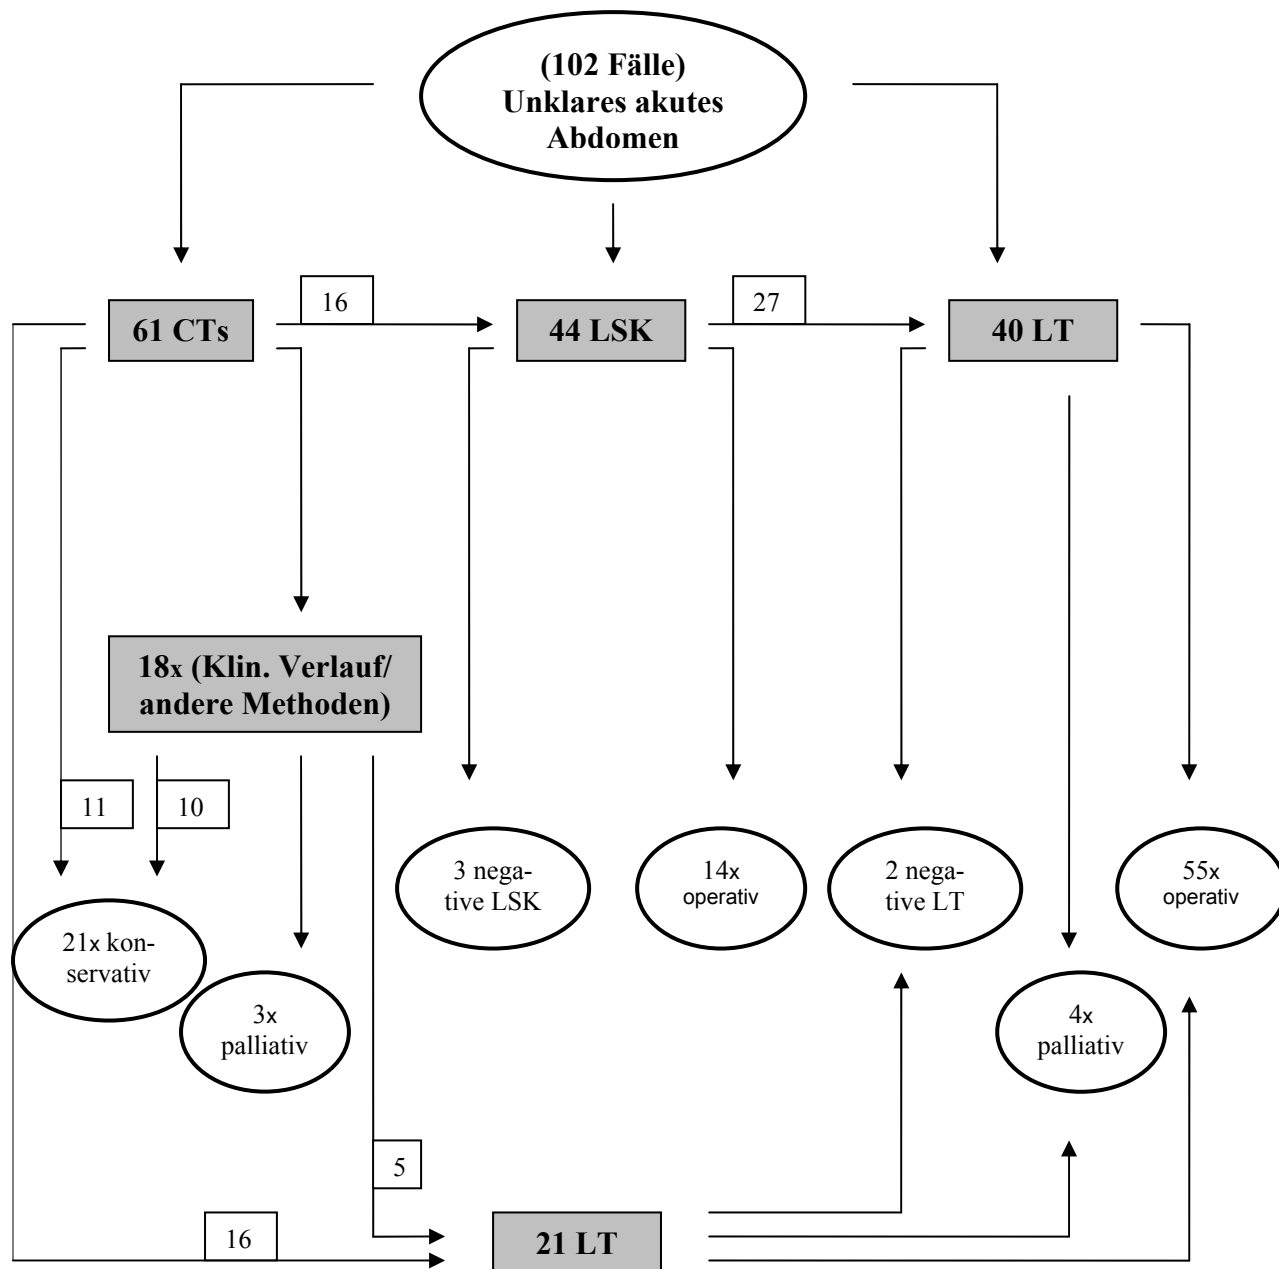 (102 Fälle)
Unklares akutes
Abdomen
16
27
61 CTs
44 LSK
40 LT
18x (Klin. Verlauf/
andere Methoden)
11
10
3 nega-
tive LSK
14x
operativ
2 nega-
tive LT
55x
operativ
21x kon-
servativ
3x
palliativ
4x
palliativ
5
16
21 LT